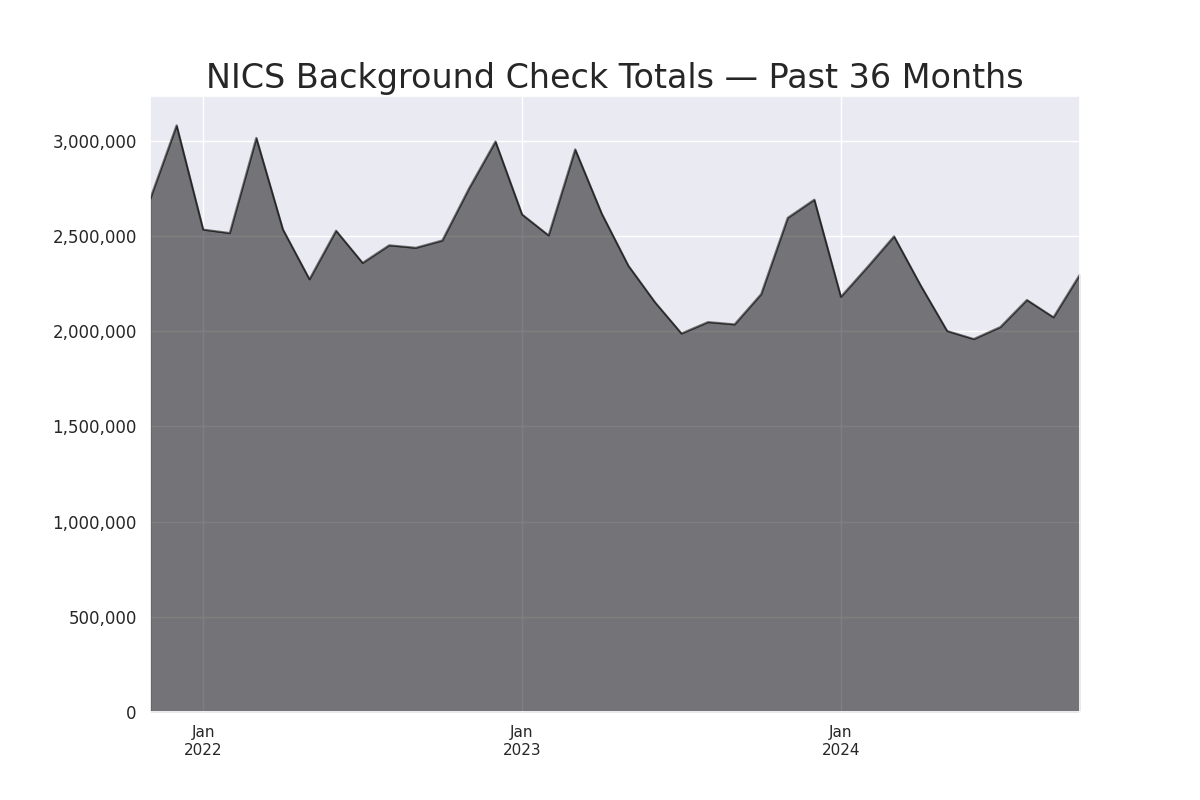 NICS Background Check Totals — Past 36 Months
3,000,000
2,500,000
2,000,000
1,500,000
1,000,000
500,000
0
Jan
2022
Jan
2023
Jan
2024